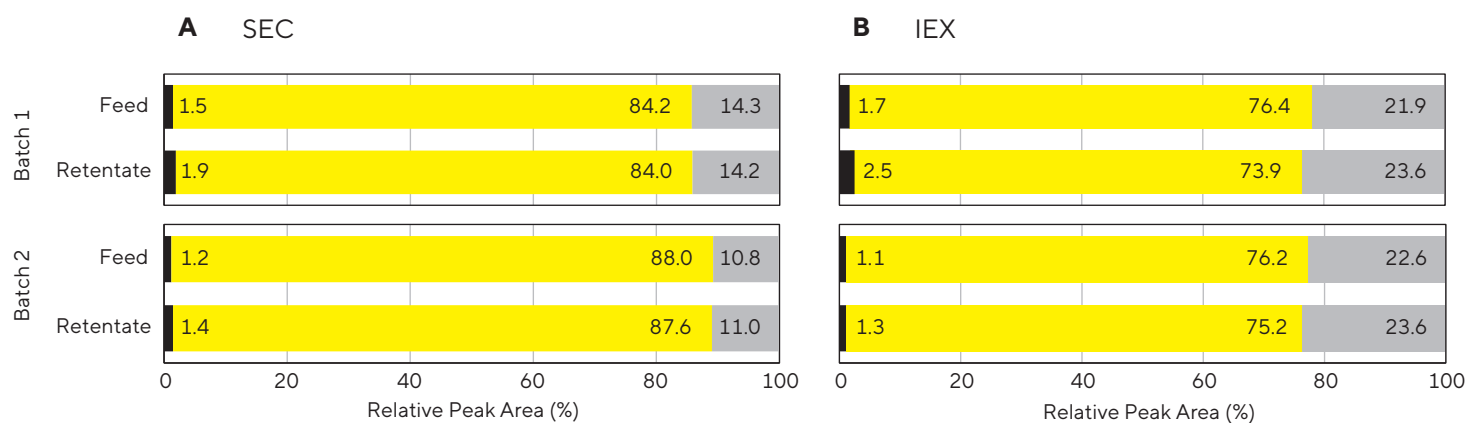 A SEC
B IEX
Batch 1
Feed 1.5 84.2 14.3
1.7 76.4 21.9
Retentate 1.9 84.0 14.2
2.5 73.9 23.6
Batch 2
Feed 1.2 88.0 10.8
1.1 76.2 22.6
Retentate 1.4 87.6 11.0
1.3 75.2 23.6
0 20 40 60 80 100
0 20 40 60 80 100
Relative Peak Area (%)
Relative Peak Area (%)